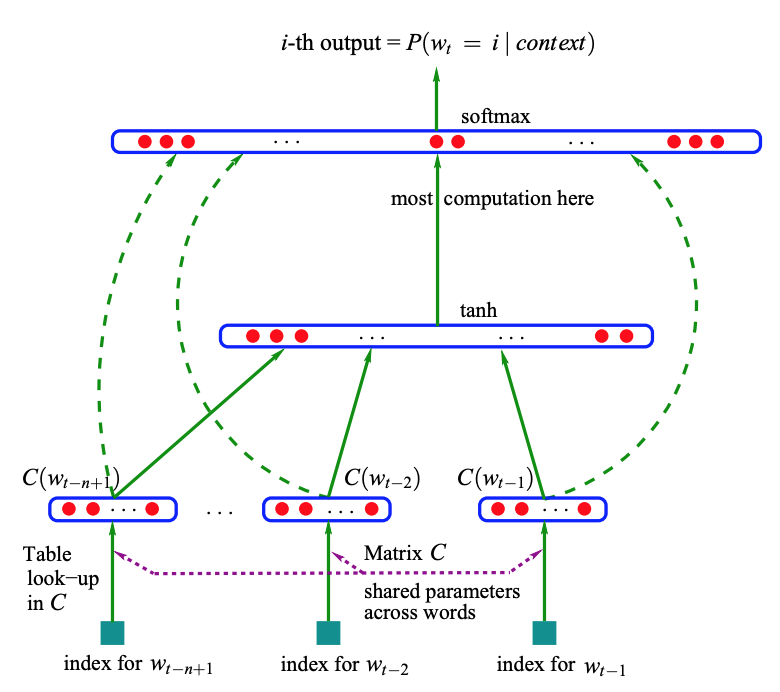 i-th output = P(w_t = i | context)
softmax
... ...
most computation here
tanh
... ...
C(w_{t−n+1}) C(w_{t−2}) C(w_{t−1})
... ... ... ...
Table
look−up
in C
Matrix C
shared parameters
across words
index for w_{t−n+1} index for w_{t−2} index for w_{t−1}